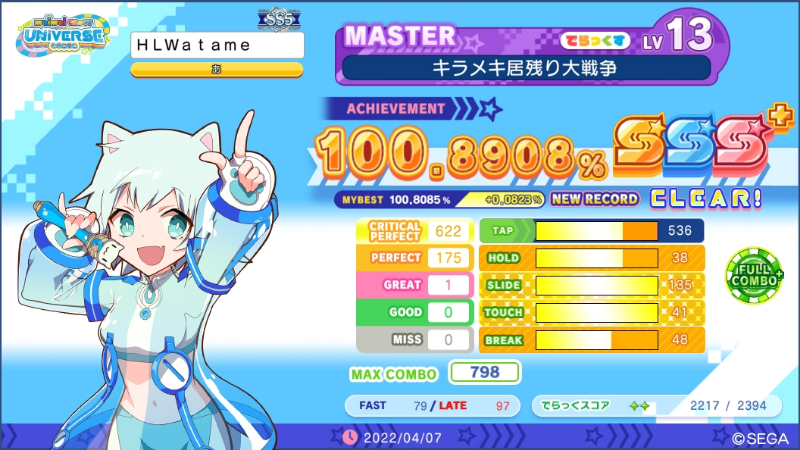 maimai でらっくす
UNiVERSE
SS5
HLWatame
あ
MASTER
でらっくす
LV 13
キラメキ居残り大戦争
ACHIEVEMENT
100.8908%
SSS+
MYBEST 100,8085% +0.0823%
NEW RECORD
CLEAR!
CRITICAL PERFECT 622
PERFECT 175
GREAT 1
GOOD 0
MISS 0
TAP 536
HOLD 38
SLIDE 135
TOUCH 41
BREAK 48
FULL COMBO+
MAX COMBO 798
FAST 79 / LATE 97
でらっくスコア 2217 / 2394
2022/04/07
©SEGA